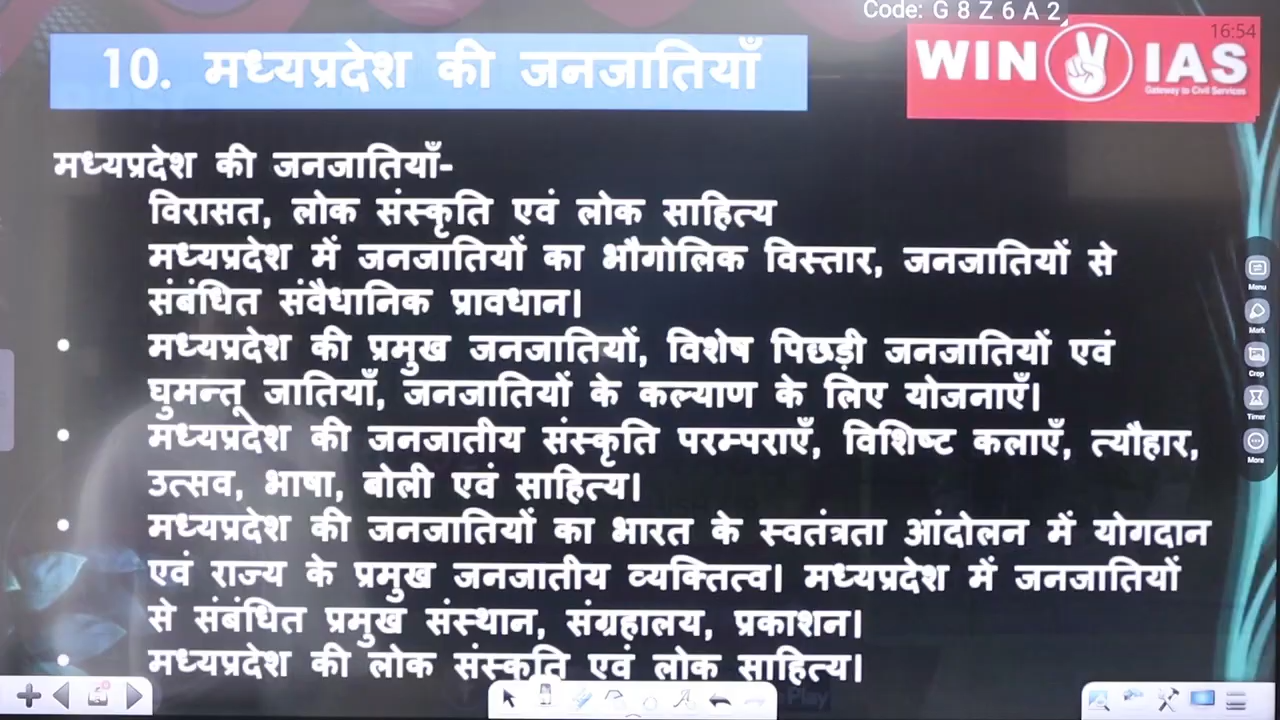 Code: G 8 Z 6 A 2
16:54
10. मध्यप्रदेश की जनजातियाँ
WIN IAS
Gateway to Civil Services
मध्यप्रदेश की जनजातियाँ-
विरासत, लोक संस्कृति एवं लोक साहित्य
मध्यप्रदेश में जनजातियों का भौगोलिक विस्तार, जनजातियों से
संबंधित संवैधानिक प्रावधान।
• मध्यप्रदेश की प्रमुख जनजातियों, विशेष पिछड़ी जनजातियों एवं
घुमन्तू जातियाँ, जनजातियों के कल्याण के लिए योजनाएँ।
• मध्यप्रदेश की जनजातीय संस्कृति परम्पराएँ, विशिष्ट कलाएँ, त्यौहार,
उत्सव, भाषा, बोली एवं साहित्य।
• मध्यप्रदेश की जनजातियों का भारत के स्वतंत्रता आंदोलन में योगदान
एवं राज्य के प्रमुख जनजातीय व्यक्तित्व। मध्यप्रदेश में जनजातियों
से संबंधित प्रमुख संस्थान, संग्रहालय, प्रकाशन।
• मध्यप्रदेश की लोक संस्कृति एवं लोक साहित्य।
Menu
Mark
Crop
Timer
More
Play